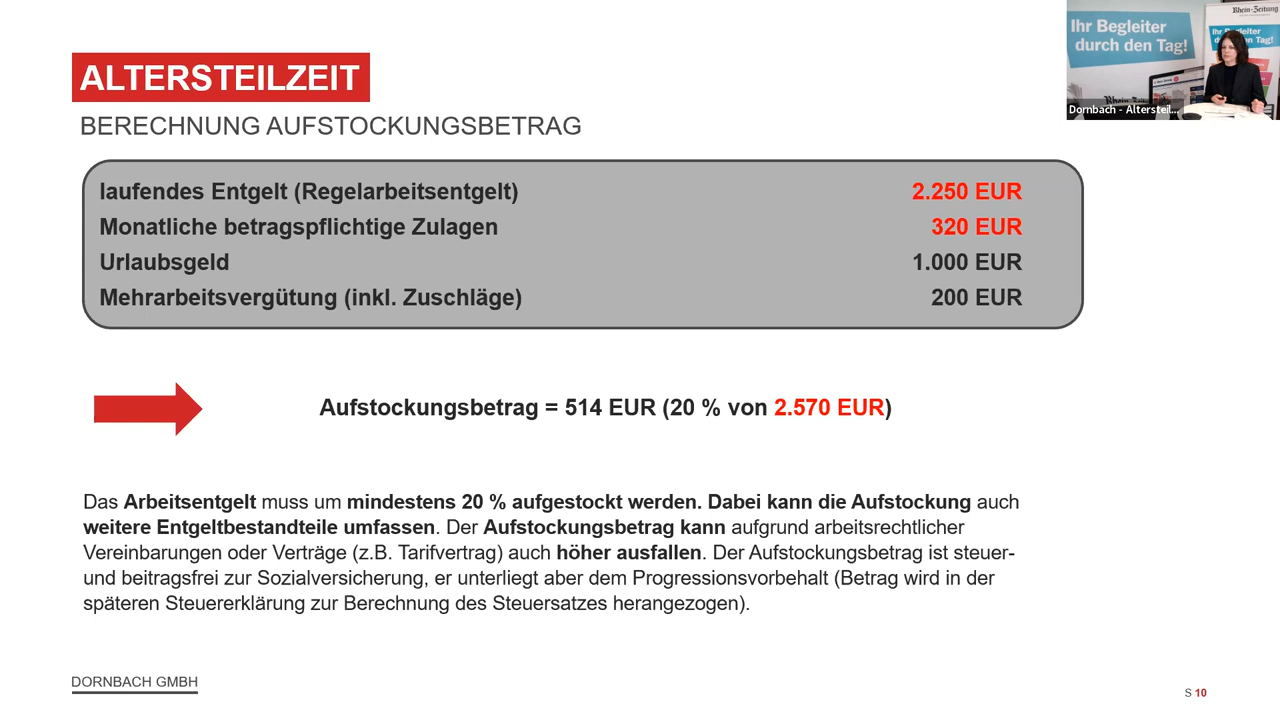 ALTERSTEILZEIT
BERECHNUNG AUFSTOCKUNGSBETRAG
laufendes Entgelt (Regelarbeitsentgelt) 2.250 EUR
Monatliche betragspflichtige Zulagen 320 EUR
Urlaubsgeld 1.000 EUR
Mehrarbeitsvergütung (inkl. Zuschläge) 200 EUR
Aufstockungsbetrag = 514 EUR (20 % von 2.570 EUR)
Das Arbeitsentgelt muss um mindestens 20 % aufgestockt werden. Dabei kann die Aufstockung auch
weitere Entgeltbestandteile umfassen. Der Aufstockungsbetrag kann aufgrund arbeitsrechtlicher
Vereinbarungen oder Verträge (z.B. Tarifvertrag) auch höher ausfallen. Der Aufstockungsbetrag ist steuer-
und beitragsfrei zur Sozialversicherung, er unterliegt aber dem Progressionsvorbehalt (Betrag wird in der
späteren Steuererklärung zur Berechnung des Steuersatzes herangezogen).
DORNBACH GMBH
S 10
Ihr Begleiter
durch den Tag!
Rhein-Zeitung
Dornbach - Altersteil...